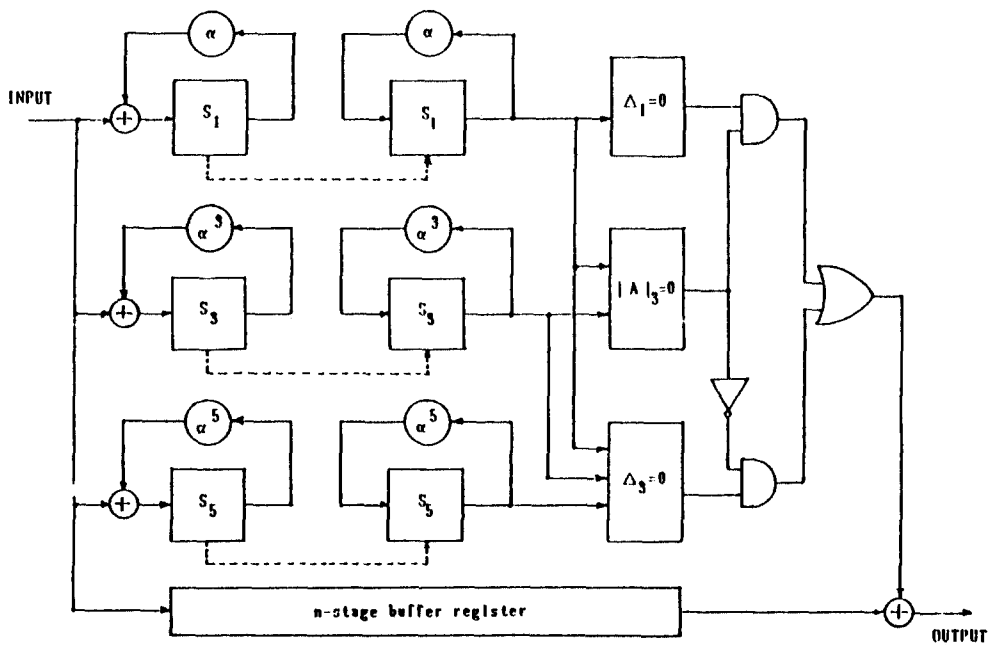 α
α
INPUT
S₁
S₁
Δ₁=0
+
α³
α³
S₃
S₃
|A|₃=0
+
α⁵
α⁵
S₅
S₅
Δ₃=0
+
n-stage buffer register
+
OUTPUT